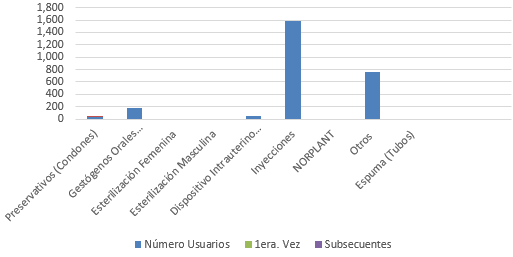 1,800
1,600
1,400
1,200
1,000
800
600
400
200
0
Preservativos (Condones)
Gestógenos Orales...
Esterilización Femenina
Esterilización Masculina
Dispositivo Intrauterino...
Inyecciones
NORPLANT
Otros
Espuma (Tubos)
Número Usuarios
1era. Vez
Subsecuentes